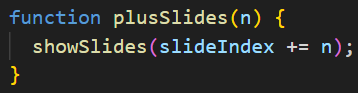 function plusSlides(n) {
  showSlides(slideIndex += n);
}